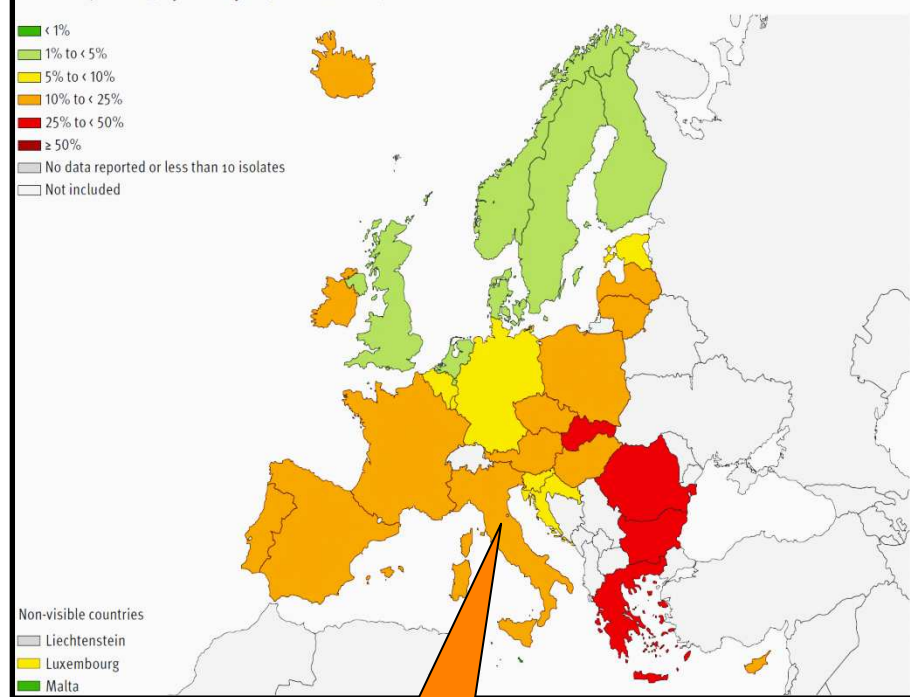 < 1%
1% to < 5%
5% to < 10%
10% to < 25%
25% to < 50%
≥ 50%
No data reported or less than 10 isolates
Not included
Non-visible countries
Liechtenstein
Luxembourg
Malta